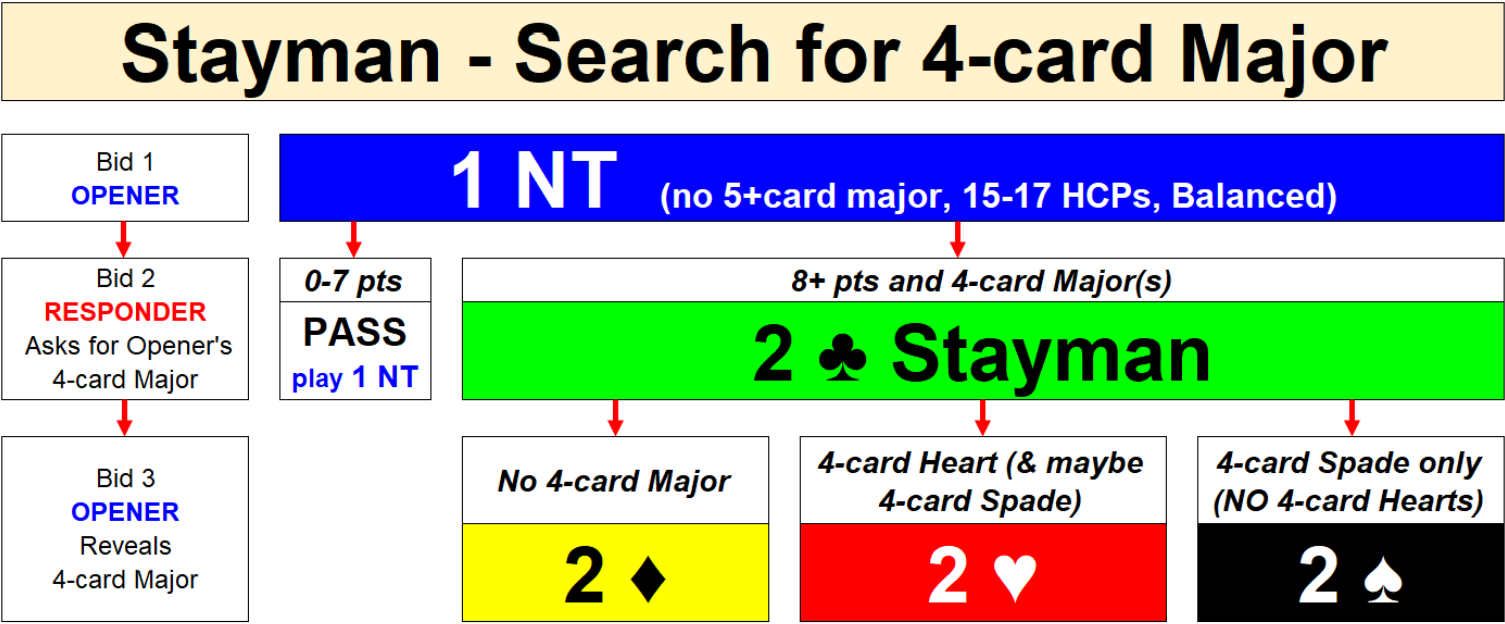 Stayman - Search for 4-card Major
Bid 1
OPENER
1 NT (no 5+card major, 15-17 HCPs, Balanced)
Bid 2
RESPONDER
Asks for Opener's
4-card Major
0-7 pts
PASS
play 1 NT
8+ pts and 4-card Major(s)
2 ♣ Stayman
Bid 3
OPENER
Reveals
4-card Major
No 4-card Major
2 ♦
4-card Heart (& maybe
4-card Spade)
2 ♥
4-card Spade only
(NO 4-card Hearts)
2 ♠